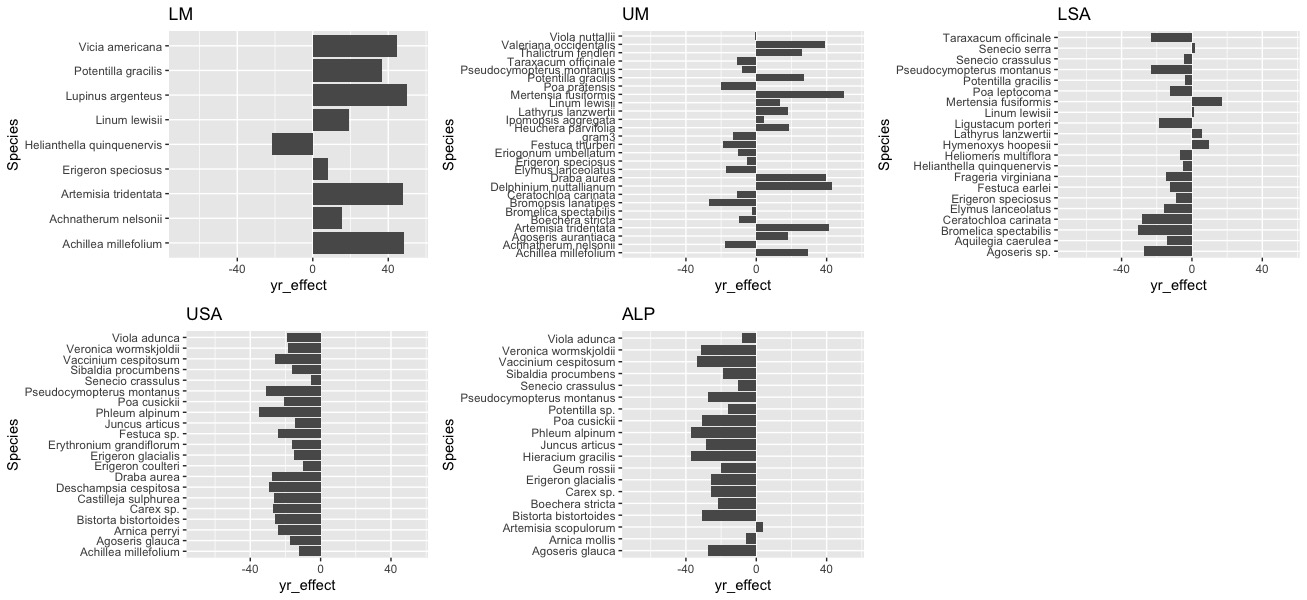 LM
Species
Vicia americana
Potentilla gracilis
Lupinus argenteus
Linum lewisii
Helianthella quinquenervis
Erigeron speciosus
Artemisia tridentata
Achnatherum nelsonii
Achillea millefolium
-40 0 40
yr_effect
UM
Species
Viola nuttallii
Valeriana occidentalis
Thalictrum fendleri
Taraxacum officinale
Pseudocymopterus montanus
Potentilla gracilis
Poa pratensis
Mertensia fusiformis
Linum lewisii
Lathyrus lanzwertii
Ipomopsis aggregata
Heuchera parvifolia
gram3
Festuca thurberi
Eriogonum umbellatum
Erigeron speciosus
Elymus lanceolatus
Draba aurea
Delphinium nuttallianum
Ceratochloa carinata
Bromopsis lanatipes
Bromelica spectabilis
Boechera stricta
Artemisia tridentata
Agoseris aurantiaca
Achnatherum nelsonii
Achillea millefolium
-40 0 40
yr_effect
LSA
Species
Taraxacum officinale
Senecio serra
Senecio crassulus
Pseudocymopterus montanus
Potentilla gracilis
Poa leptocoma
Mertensia fusiformis
Linum lewisii
Ligustacum porteri
Lathyrus lanzwertii
Hymenoxys hoopesii
Heliomeris multiflora
Helianthella quinquenervis
Frageria virginiana
Festuca earlei
Erigeron speciosus
Elymus lanceolatus
Ceratochloa carinata
Bromelica spectabilis
Aquilegia caerulea
Agoseris sp.
-40 0 40
yr_effect
USA
Species
Viola adunca
Veronica wormskjoldii
Vaccinium cespitosum
Sibaldia procumbens
Senecio crassulus
Pseudocymopterus montanus
Poa cusickii
Phleum alpinum
Juncus articus
Festuca sp.
Erythronium grandiflorum
Erigeron glacialis
Erigeron coulteri
Draba aurea
Deschampsia cespitosa
Castilleja sulphurea
Carex sp.
Bistorta bistortoides
Arnica perryi
Agoseris glauca
Achillea millefolium
-40 0 40
yr_effect
ALP
Species
Viola adunca
Veronica wormskjoldii
Vaccinium cespitosum
Sibaldia procumbens
Senecio crassulus
Pseudocymopterus montanus
Potentilla sp.
Poa cusickii
Phleum alpinum
Juncus articus
Hieracium gracilis
Geum rossii
Erigeron glacialis
Carex sp.
Boechera stricta
Bistorta bistortoides
Artemisia scopulorum
Arnica mollis
Agoseris glauca
-40 0 40
yr_effect